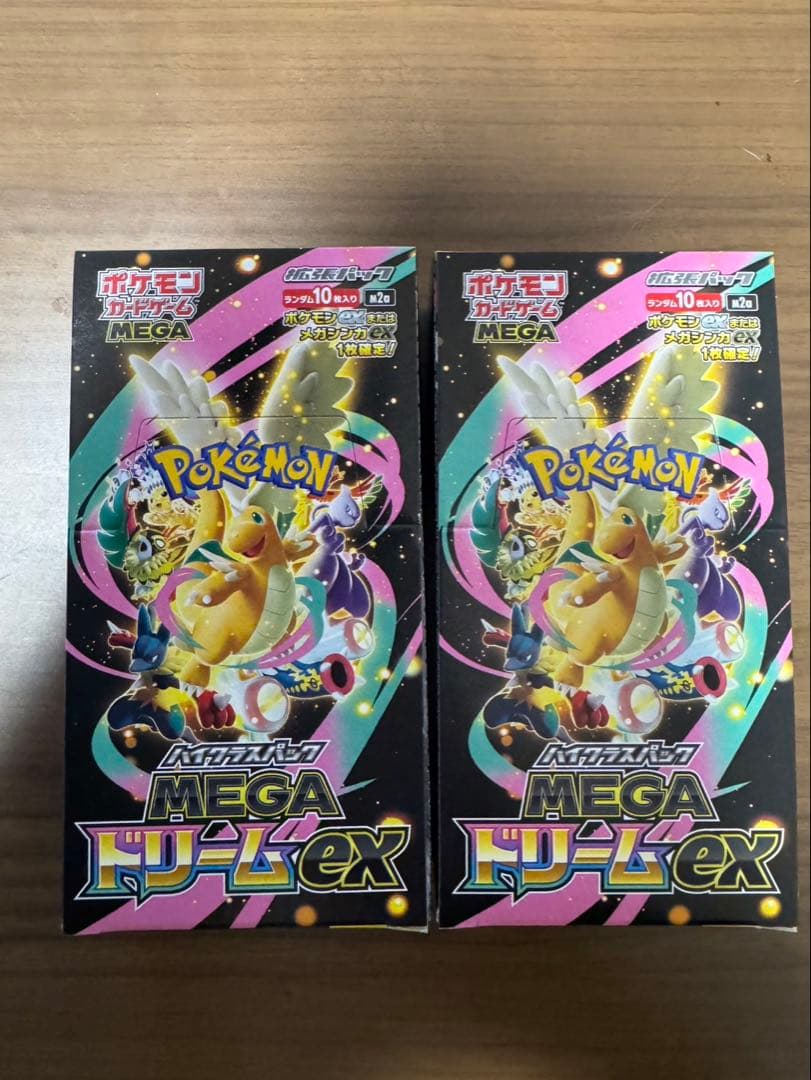 ポケモン
カードゲーム
MEGA
拡張パック
ランダム10枚入り M2a
ポケモンexまたは
メガシンカex
1枚確定!
POKéMON
ハイクラスパック
MEGA
ドリームex
ポケモン
カードゲーム
MEGA
拡張パック
ランダム10枚入り M2a
ポケモンexまたは
メガシンカex
1枚確定!
POKéMON
ハイクラスパック
MEGA
ドリームex